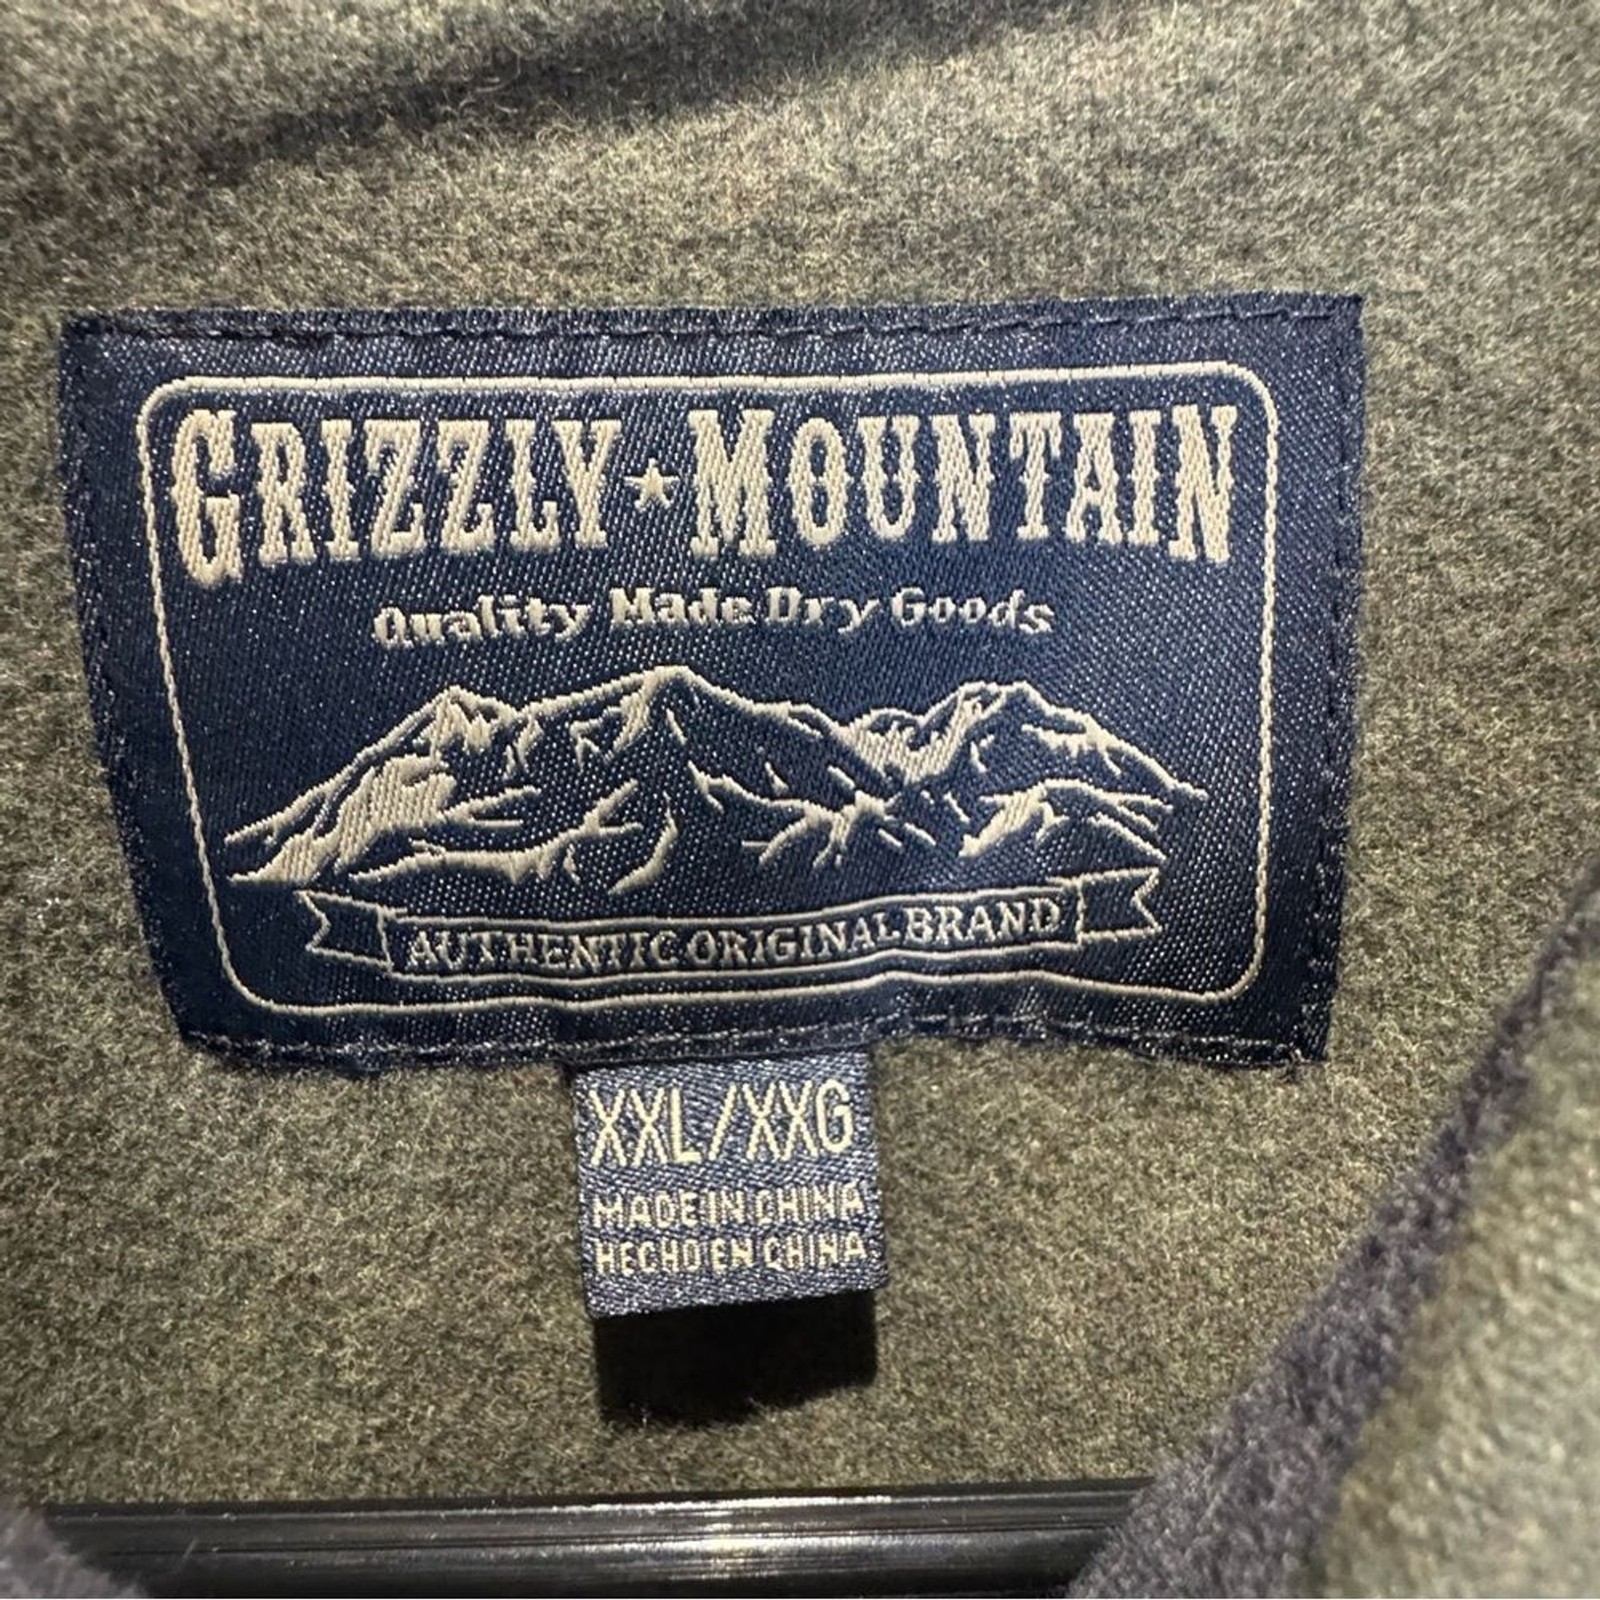 GRIZZLY★MOUNTAIN
Quality Made Dry Goods
AUTHENTIC ORIGINAL BRAND
XXL/XXG
MADE IN CHINA
HECHO EN CHINA